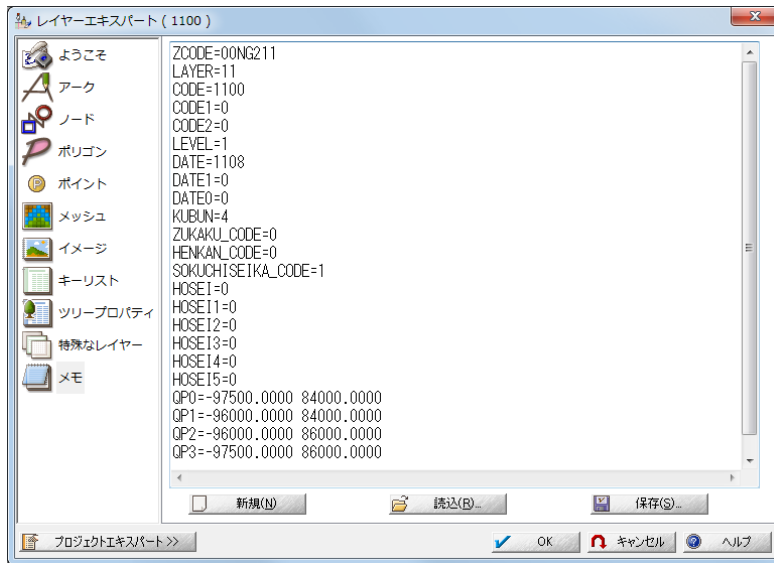 レイヤーエキスパート ( 1100 )
ようこそ
アーク
ノード
ポリゴン
ポイント
メッシュ
イメージ
キーリスト
ツリープロパティ
特殊なレイヤー
メモ
ZCODE=00NG211
LAYER=11
CODE=1100
CODE1=0
CODE2=0
LEVEL=1
DATE=1108
DATE1=0
DATE0=0
KUBUN=4
ZUKAKU_CODE=0
HENKAN_CODE=0
SOKUCHISEIKA_CODE=1
HOSEI=0
HOSEI1=0
HOSEI2=0
HOSEI3=0
HOSEI4=0
HOSEI5=0
QP0=-97500.0000 84000.0000
QP1=-96000.0000 84000.0000
QP2=-96000.0000 86000.0000
QP3=-97500.0000 86000.0000
新規(N)
読込(R)...
保存(S)...
プロジェクトエキスパート>>
OK
キャンセル
ヘルプ